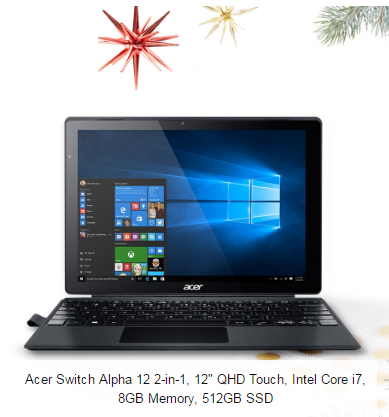 acer
Acer Switch Alpha 12 2-in-1, 12" QHD Touch, Intel Core i7,
8GB Memory, 512GB SSD